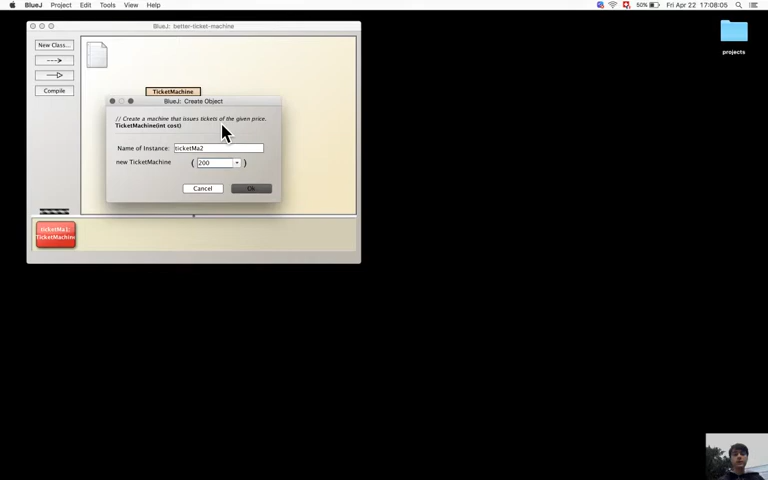 BlueJ Project Edit Tools View Help
50% Fri Apr 22 17:08:05
BlueJ: better-ticket-machine
New Class...
Compile
TicketMachine
BlueJ: Create Object
// Create a machine that issues tickets of the given price.
TicketMachine(int cost)
Name of Instance: ticketMa2
new TicketMachine ( 200 )
Cancel Ok
ticketMa1:
TicketMachine
projects